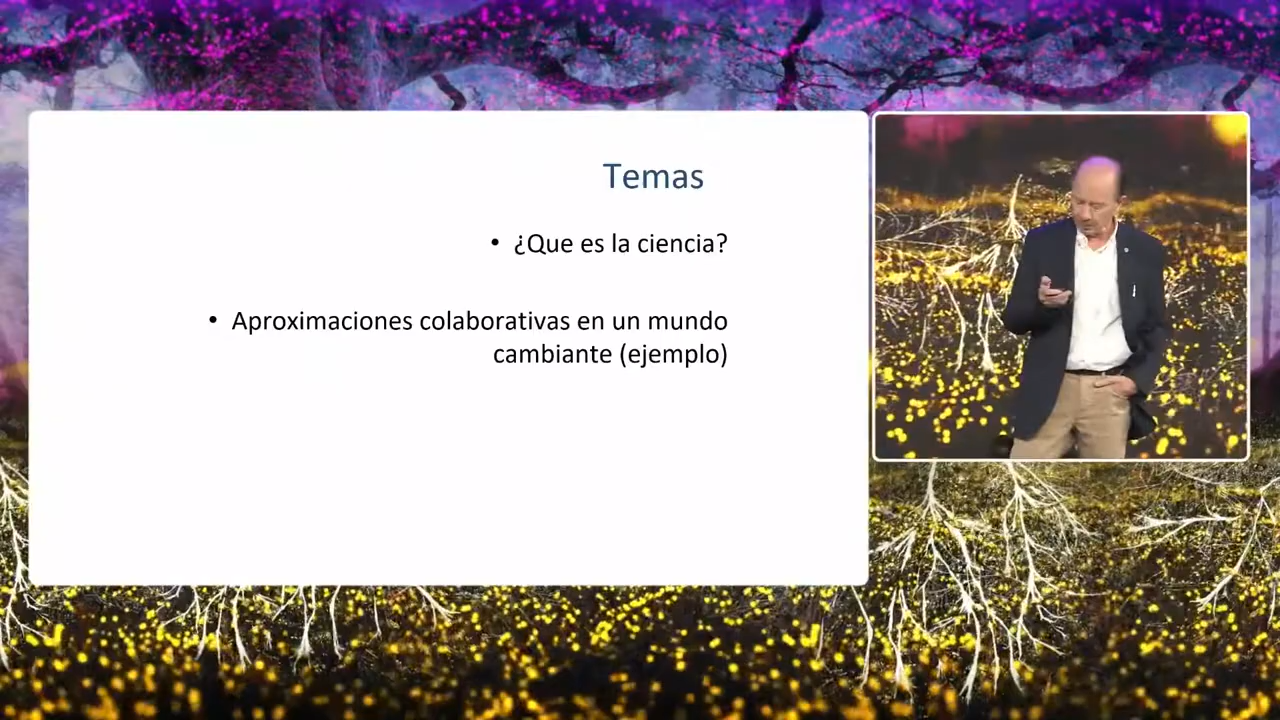 Temas
• ¿Que es la ciencia?
• Aproximaciones colaborativas en un mundo
cambiante (ejemplo)